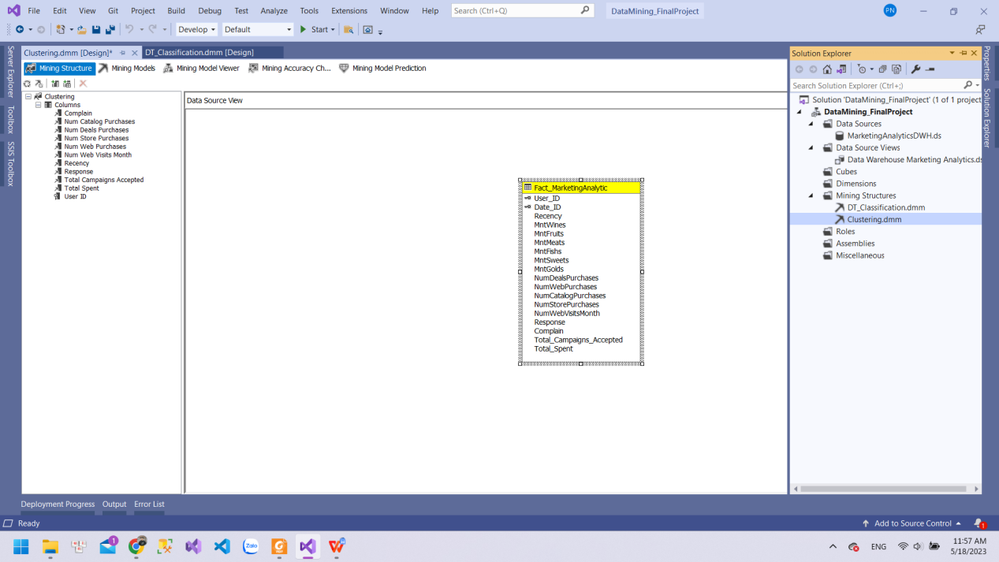 File Edit View Git Project Build Debug Test Analyze Tools Extensions Window Help Search (Ctrl+Q) DataMining_FinalProject PN
Develop Default Start
Clustering.dmm [Design]* DT_Classification.dmm [Design]
Mining Structure Mining Models Mining Model Viewer Mining Accuracy Ch... Mining Model Prediction
Server Explorer
Toolbox
SSIS Toolbox
Clustering
Columns
Complain
Num Catalog Purchases
Num Deals Purchases
Num Store Purchases
Num Web Purchases
Num Web Visits Month
Recency
Response
Total Campaigns Accepted
Total Spent
User ID
Data Source View
Fact_MarketingAnalytic
User_ID
Date_ID
Recency
MntWines
MntFruits
MntMeats
MntFishs
MntSweets
MntGolds
NumDealsPurchases
NumWebPurchases
NumCatalogPurchases
NumStorePurchases
NumWebVisitsMonth
Response
Complain
Total_Campaigns_Accepted
Total_Spent
Solution Explorer
Search Solution Explorer (Ctrl+;)
Solution 'DataMining_FinalProject' (1 of 1 project
DataMining_FinalProject
Data Sources
MarketingAnalyticsDWH.ds
Data Source Views
Data Warehouse Marketing Analytics.ds
Cubes
Dimensions
Mining Structures
DT_Classification.dmm
Clustering.dmm
Roles
Assemblies
Miscellaneous
Properties
Solution Explorer
Deployment Progress Output Error List
Ready Add to Source Control 1
1 Zalo ENG 11:57 AM
5/18/2023